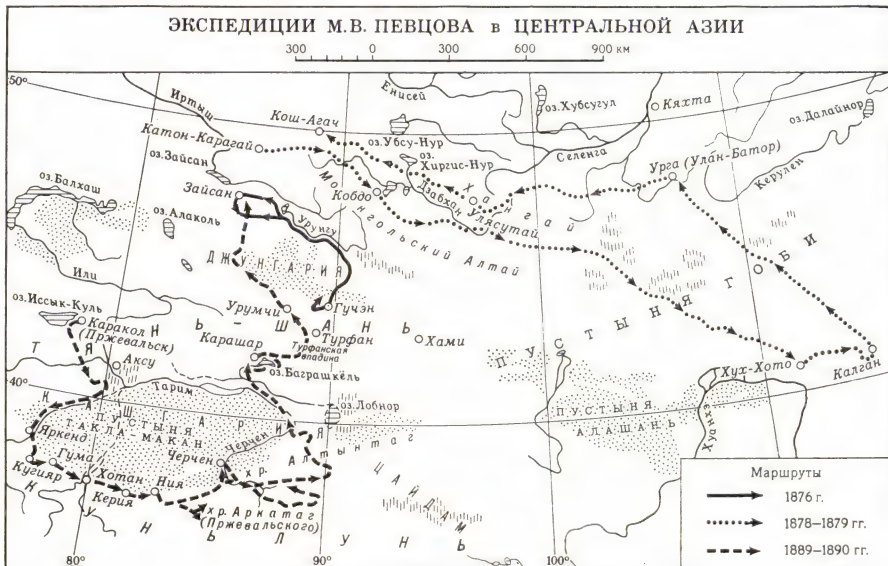 ЭКСПЕДИЦИИ М.В. ПЕВЦОВА в ЦЕНТРАЛЬНОЙ АЗИИ
300 0 300 600 900 км
50°
Иртыш
Енисей
оз.Хубсугул
Кяхта
оз.Далайнор
Кош-Агач
Катон-Карагай
оз.Убсу-Нур
оз.
Хиргис-Нур
Селенга
Урга (Улан-Батор)
Керулен
оз.Зайсан
Зайсан
оз.Балхаш
оз.Алаколь
Кобдо
Дзабхан
Улясутай
Хангай
Монгольский Алтай
Урунгу
ДЖУНГАРИЯ
Или
оз.Иссык-Куль
Каракол
(Пржевальск)
Урумчи
Гучэн
Турфан
Турфанская
впадина
Хами
ПУСТЫНЯ ГОБИ
ТЯНЬ-ШАНЬ
Аксу
Карашар
оз.Баграшкёль
Хух-Хото
Калган
40°
Тарим
КАШГАРИЯ
оз.Лобнор
ПУСТЫНЯ
ТАКЛА-МАКАН
ПУСТЫНЯ
АЛАШАНЬ
Хуанхе
Яркенд
Черчен
Черчен
хр. Алтынтаг
Кугияр
Гума
Хотан
Керия
Ния
ЦАЙДАМ
хр. Аркатаг
(Пржевальского)
КУНЬЛУНЬ
80°
90°
100°
Маршруты
1876 г.
1878–1879 гг.
1889–1890 гг.